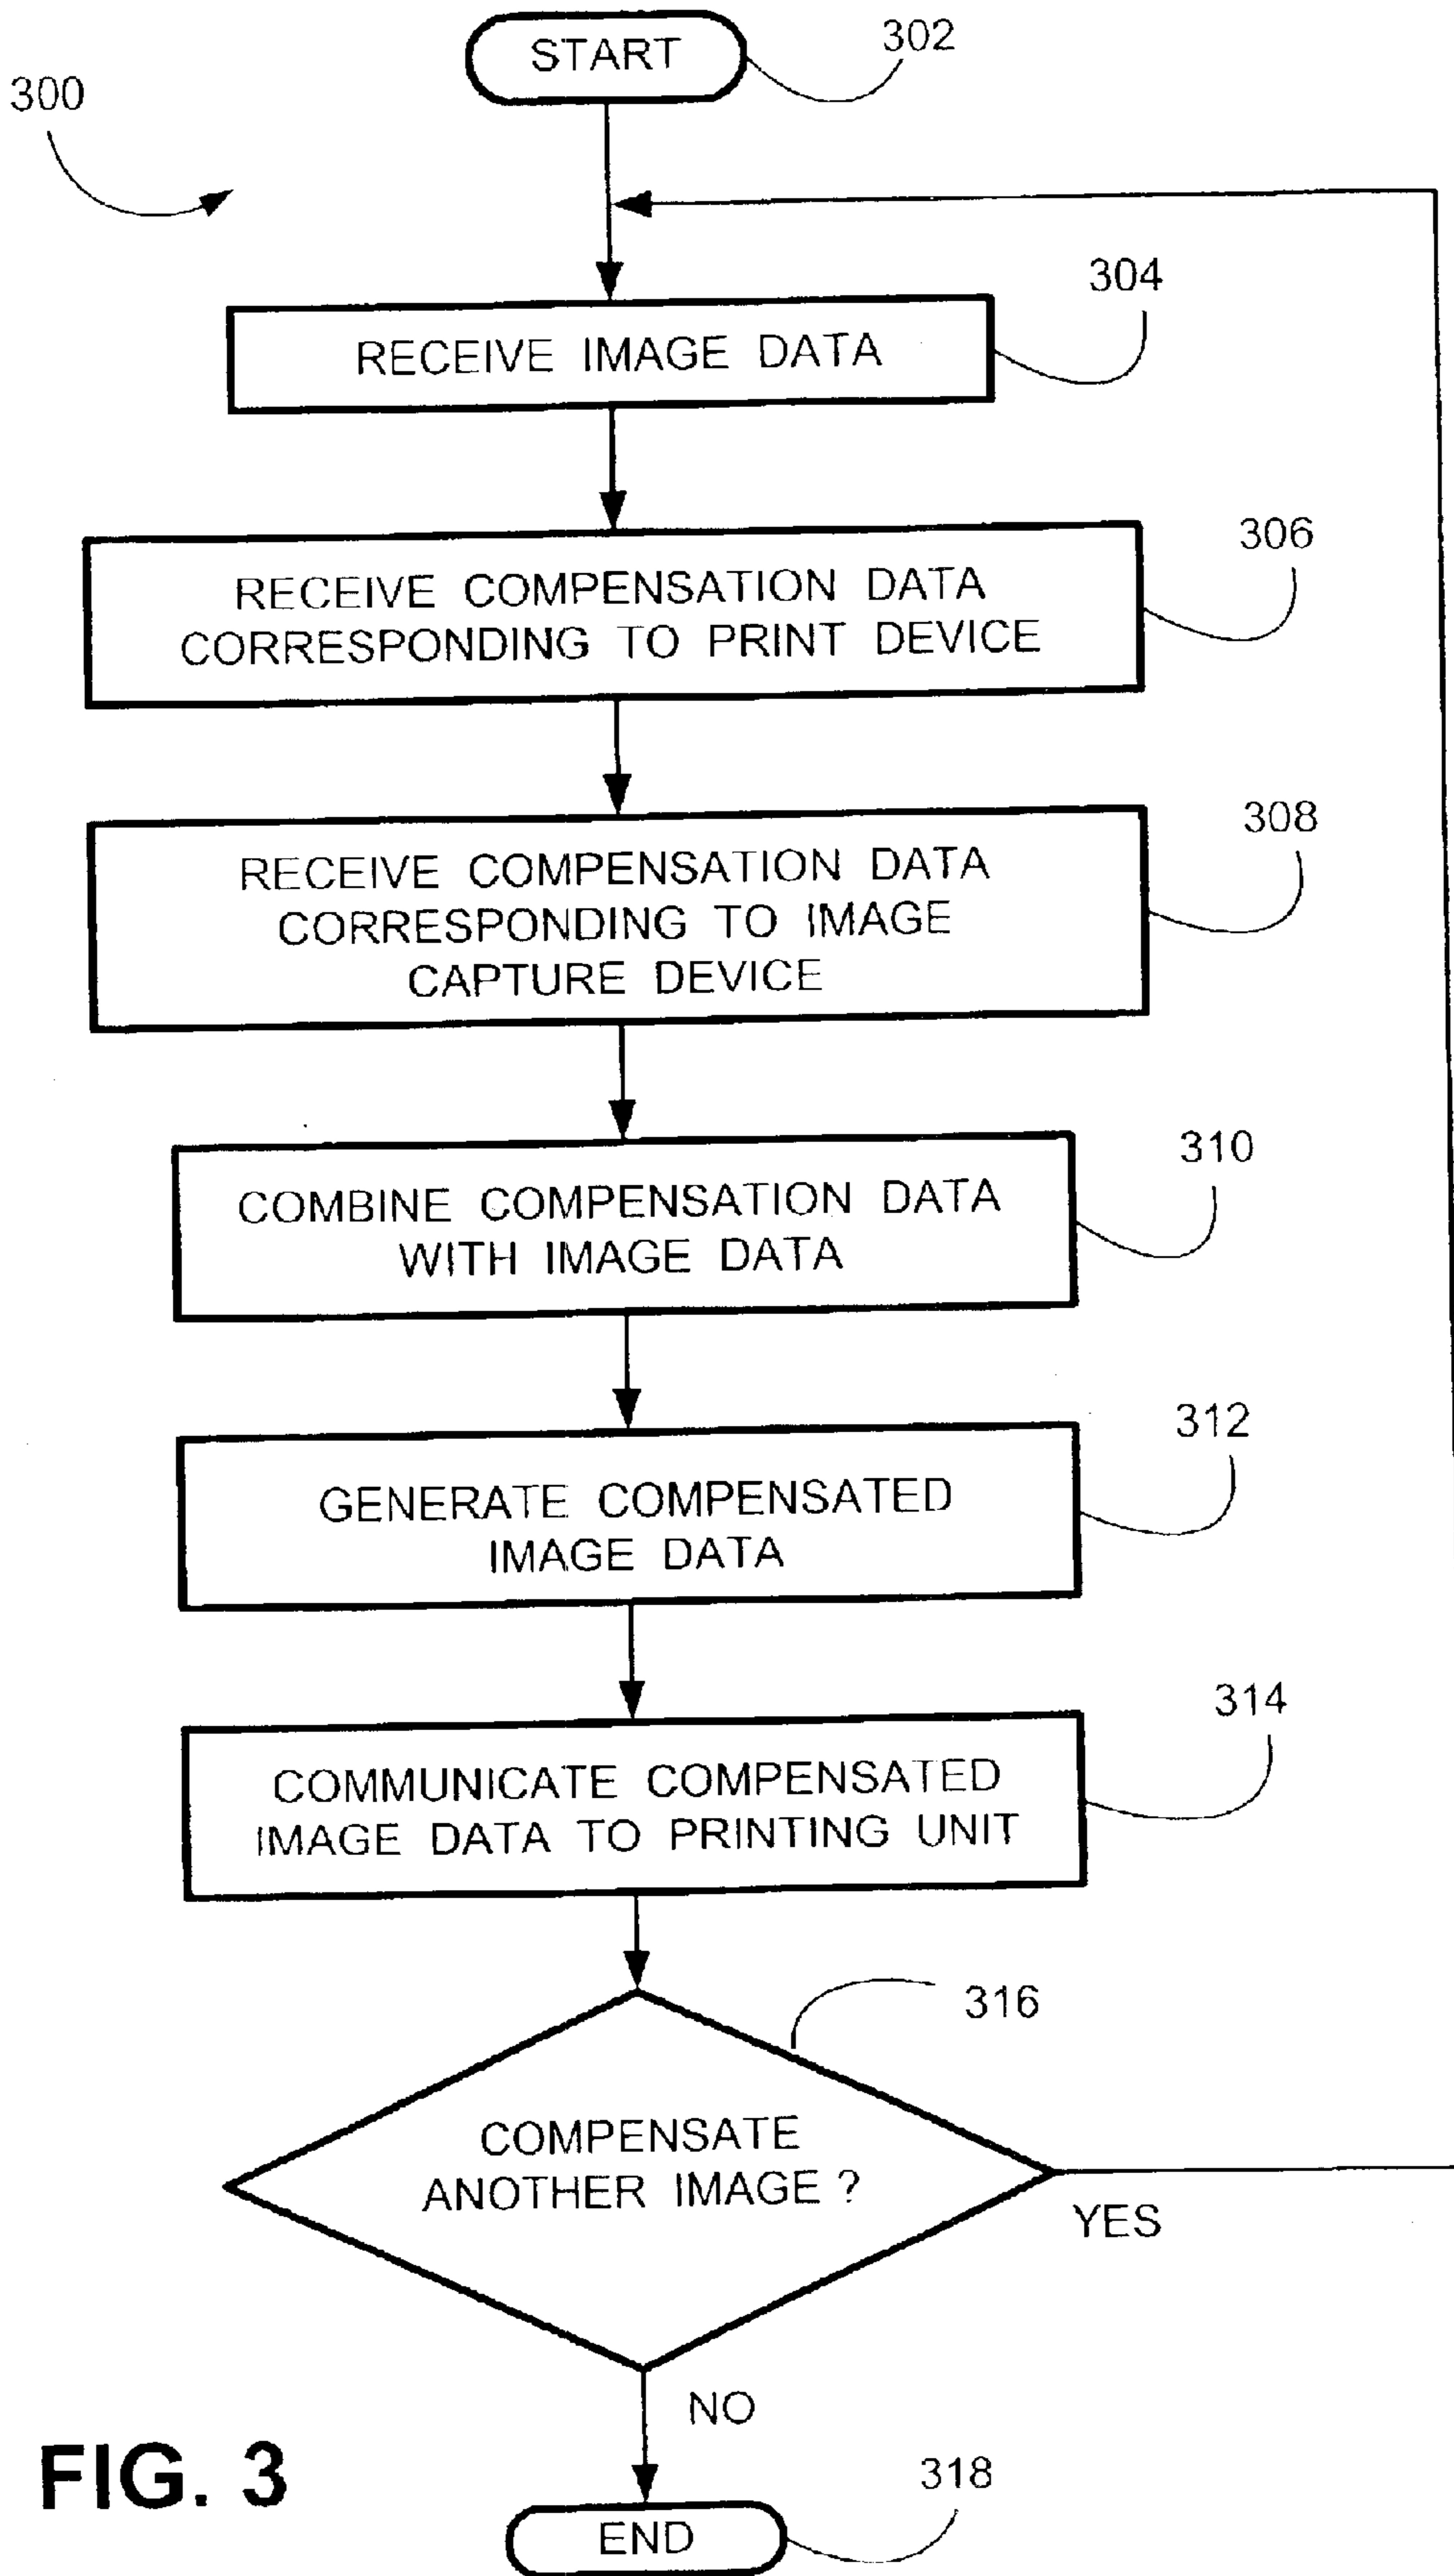 START
302
300
304
RECEIVE IMAGE DATA
306
RECEIVE COMPENSATION DATA
CORRESPONDING TO PRINT DEVICE
308
RECEIVE COMPENSATION DATA
CORRESPONDING TO IMAGE
CAPTURE DEVICE
310
COMBINE COMPENSATION DATA
WITH IMAGE DATA
312
GENERATE COMPENSATED
IMAGE DATA
314
COMMUNICATE COMPENSATED
IMAGE DATA TO PRINTING UNIT
316
COMPENSATE
ANOTHER IMAGE ?
YES
NO
FIG. 3
318
END